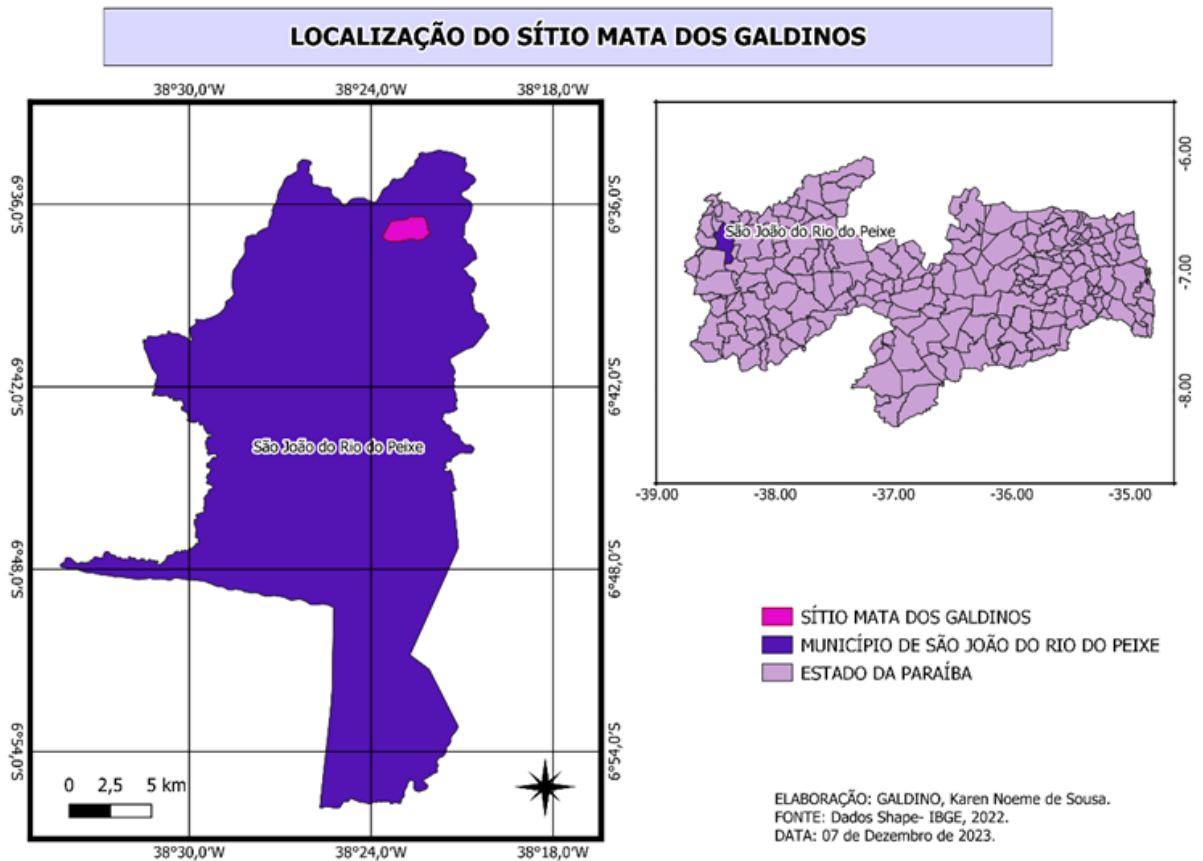 LOCALIZAÇÃO DO SÍTIO MATA DOS GALDINOS
38°30,0'W 38°24,0'W 38°18,0'W
6°36,0'S 6°36,0'S
6°42,0'S 6°42,0'S
São João do Rio do Peixe
6°48,0'S 6°48,0'S
6°54,0'S 6°54,0'S
0 2,5 5 km
38°30,0'W 38°24,0'W 38°18,0'W
São João do Rio do Peixe
-6.00
-7.00
-8.00
-39.00 -38.00 -37.00 -36.00 -35.00
SÍTIO MATA DOS GALDINOS
MUNICÍPIO DE SÃO JOÃO DO RIO DO PEIXE
ESTADO DA PARAÍBA
ELABORAÇÃO: GALDINO, Karen Noeme de Sousa.
FONTE: Dados Shape- IBGE, 2022.
DATA: 07 de Dezembro de 2023.